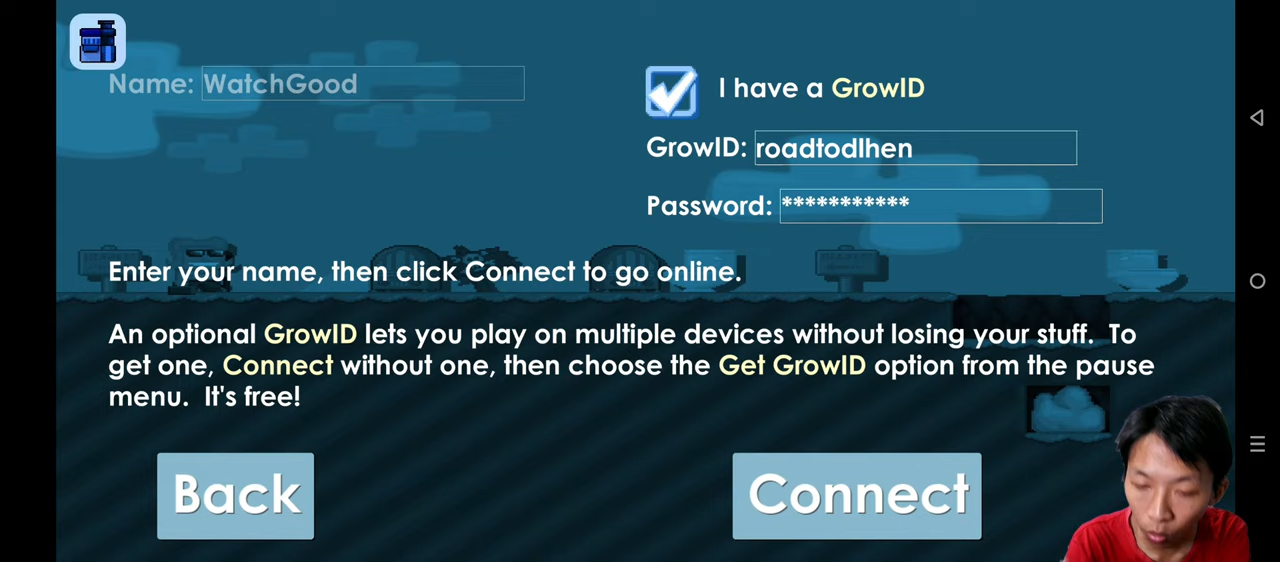 Name: WatchGood
I have a GrowID
GrowID: roadtodlhen
Password: ***********
Enter your name, then click Connect to go online.
An optional GrowID lets you play on multiple devices without losing your stuff. To
get one, Connect without one, then choose the Get GrowID option from the pause
menu. It's free!
Back
Connect